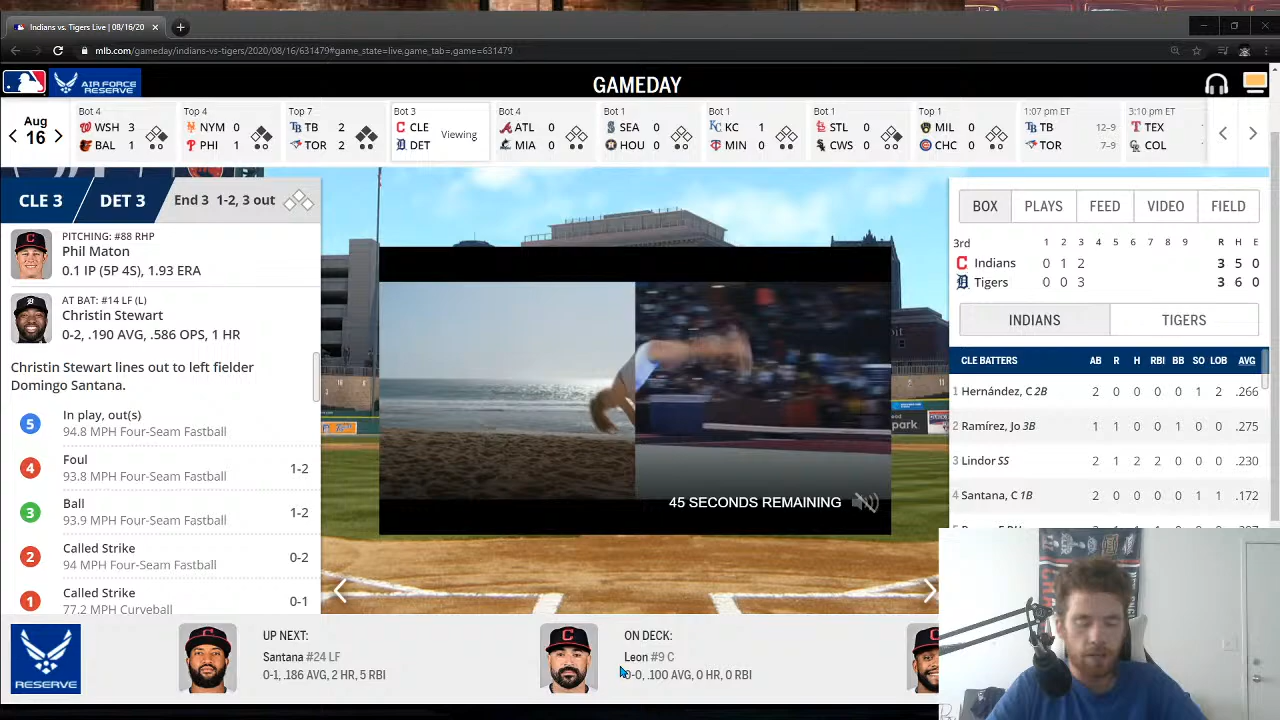 Indians vs. Tigers Live | 08/16/20
mlb.com/gameday/indians-vs-tigers/2020/08/16/631479#game_state=live,game_tab=,game=631479
AIR FORCE
RESERVE
GAMEDAY
Aug
16
Bot 4
WSH 3
BAL 1
Top 4
NYM 0
PHI 1
Top 7
TB 2
TOR 2
Bot 3
CLE
DET
Viewing
Bot 4
ATL 0
MIA 0
Bot 1
SEA 0
HOU 0
Bot 1
KC 1
MIN 0
Bot 1
STL 0
CWS 0
Top 1
MIL 0
CHC 0
1:07 pm ET
TB 12-9
TOR 7-9
3:10 pm ET
TEX
COL
CLE 3
DET 3
End 3 1-2, 3 out
PITCHING: #88 RHP
Phil Maton
0.1 IP (5P 4S), 1.93 ERA
AT BAT: #14 LF (L)
Christin Stewart
0-2, .190 AVG, .586 OPS, 1 HR
Christin Stewart lines out to left fielder
Domingo Santana.
5 In play, out(s)
94.8 MPH Four-Seam Fastball
4 Foul
93.8 MPH Four-Seam Fastball 1-2
3 Ball
93.9 MPH Four-Seam Fastball 1-2
2 Called Strike
94 MPH Four-Seam Fastball 0-2
1 Called Strike
77.2 MPH Curveball 0-1
45 SECONDS REMAINING
park
BOX PLAYS FEED VIDEO FIELD
3rd 1 2 3 4 5 6 7 8 9 R H E
Indians 0 1 2 3 5 0
Tigers 0 0 3 3 6 0
INDIANS TIGERS
CLE BATTERS AB R H RBI BB SO LOB AVG
1 Hernández, C 2B 2 0 0 0 0 1 2 .266
2 Ramírez, Jo 3B 1 1 0 0 1 0 0 .275
3 Lindor SS 2 1 2 2 0 0 0 .230
4 Santana, C 1B 2 0 0 0 0 1 1 .172
RESERVE
UP NEXT:
Santana #24 LF
0-1, .186 AVG, 2 HR, 5 RBI
ON DECK:
Leon #9 C
0-0, .100 AVG, 0 HR, 0 RBI